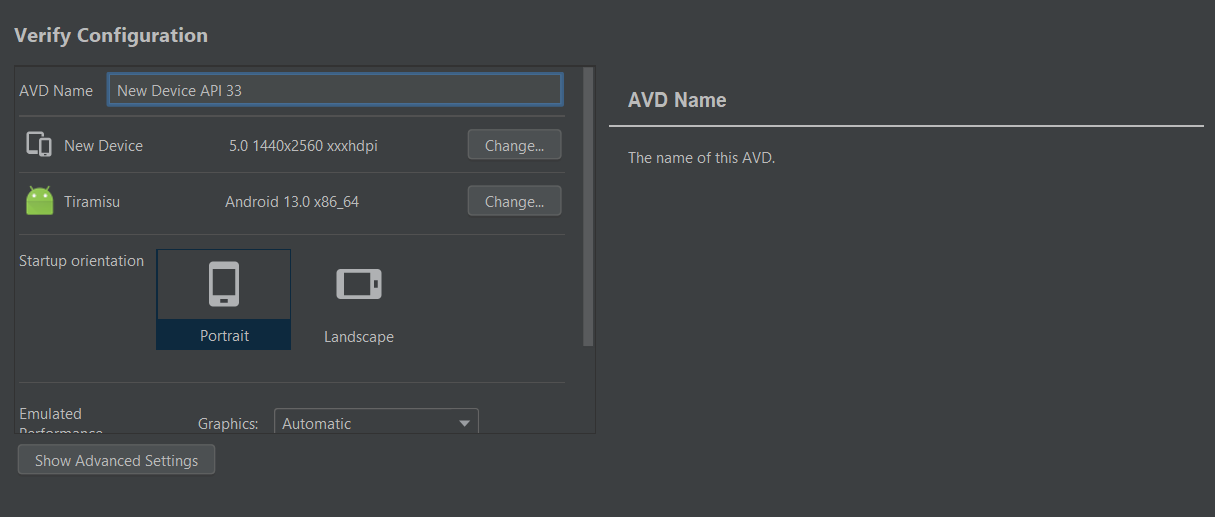 Verify Configuration
AVD Name New Device API 33
New Device 5.0 1440x2560 xxxhdpi Change...
Tiramisu Android 13.0 x86_64 Change...
Startup orientation
Portrait Landscape
Emulated
Performance Graphics: Automatic
Show Advanced Settings
AVD Name
The name of this AVD.